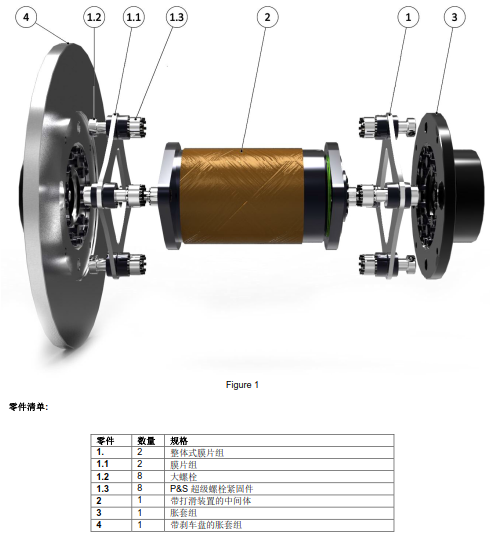 4 1.2 1.1 1.3 2 1 3
Figure 1
零件清单:
零件 数量 规格
1. 2 整体式膜片组
1.1 2 膜片组
1.2 8 大螺栓
1.3 8 P&S 超级螺栓紧固件
2 1 带打滑装置的中间体
3 1 胀套组
4 1 带刹车盘的胀套组